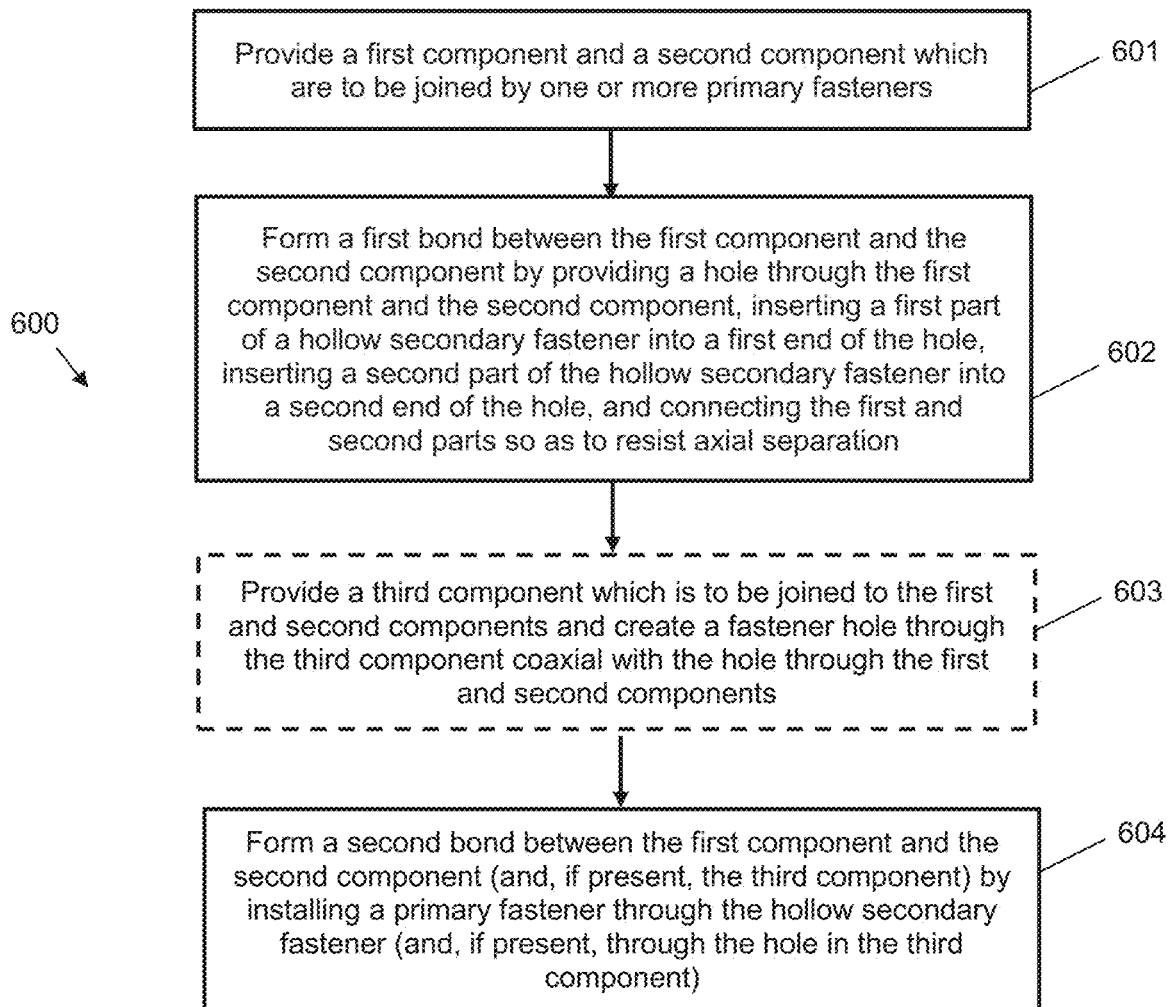 Provide a first component and a second component which
are to be joined by one or more primary fasteners
601
Form a first bond between the first component and the
second component by providing a hole through the first
component and the second component, inserting a first part
of a hollow secondary fastener into a first end of the hole,
inserting a second part of the hollow secondary fastener into
a second end of the hole, and connecting the first and
second parts so as to resist axial separation
600
602
Provide a third component which is to be joined to the first
and second components and create a fastener hole through
the third component coaxial with the hole through the first
and second components
603
Form a second bond between the first component and the
second component (and, if present, the third component) by
installing a primary fastener through the hollow secondary
fastener (and, if present, through the hole in the third
component)
604